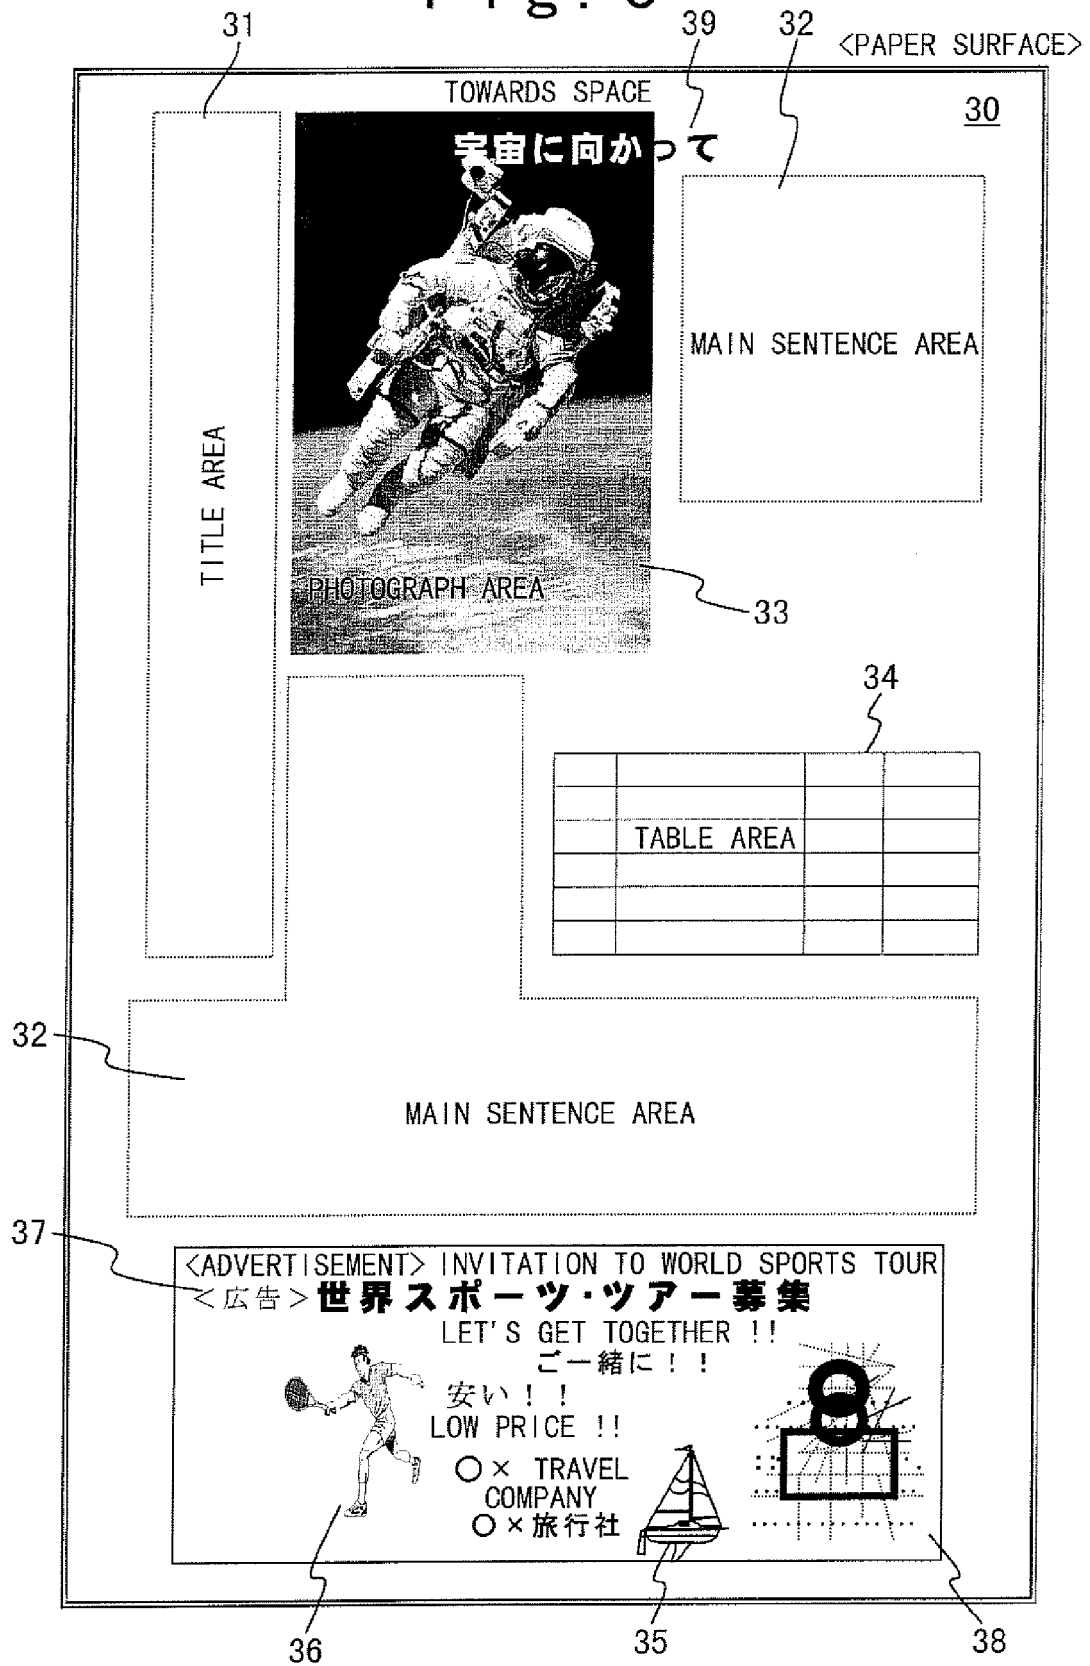 31
39
32
<PAPER SURFACE>
TOWARDS SPACE
30
宇宙に向かって
MAIN SENTENCE AREA
TITLE AREA
PHOTOGRAPH AREA
33
34
TABLE AREA
32
MAIN SENTENCE AREA
37
<ADVERTISEMENT> INVITATION TO WORLD SPORTS TOUR
<広告>世界スポーツ・ツアー募集
LET'S GET TOGETHER !!
ご一緒に！！
安い！！
LOW PRICE !!
○× TRAVEL
COMPANY
○×旅行社
36
35
38